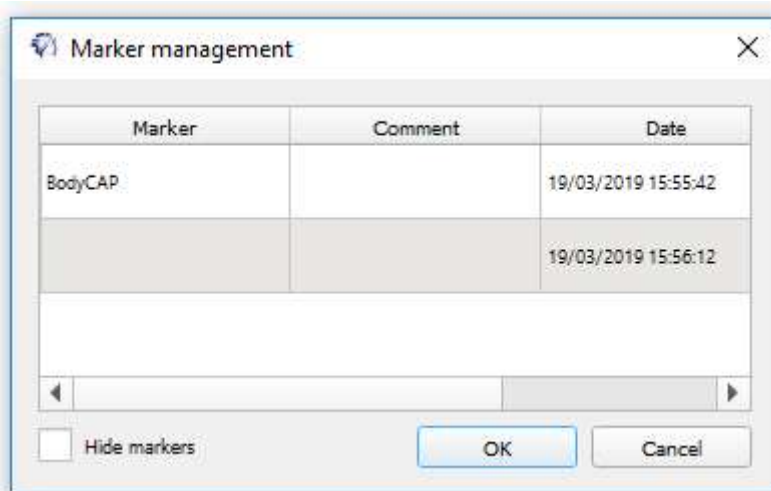 Marker management
Marker Comment Date
BodyCAP 19/03/2019 15:55:42
19/03/2019 15:56:12
Hide markers OK Cancel